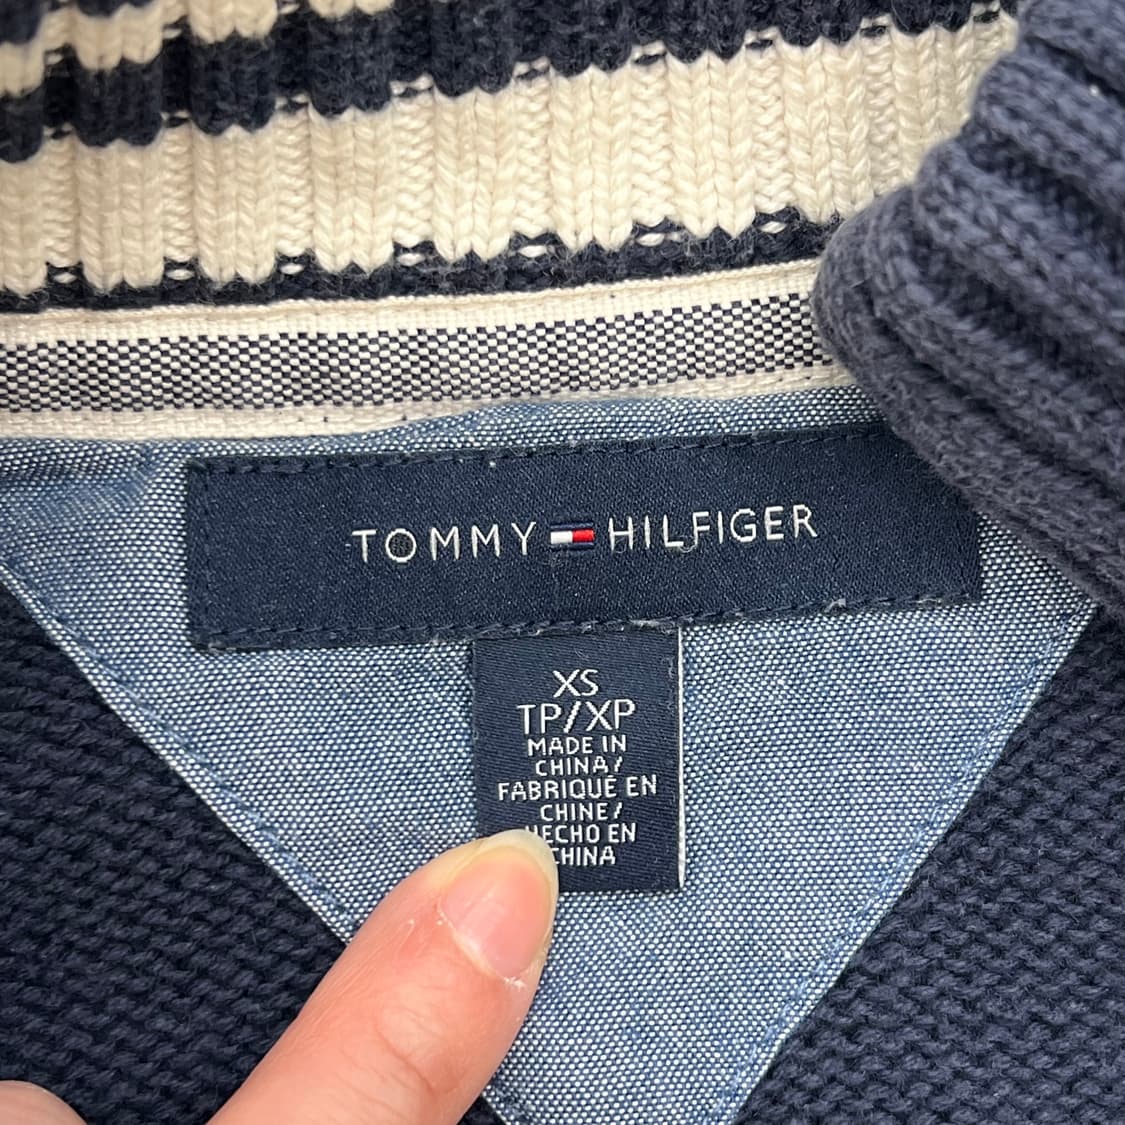 TOMMY HILFIGER
XS
TP/XP
MADE IN
CHINA/
FABRIQUÉ EN
CHINE/
HECHO EN
CHINA